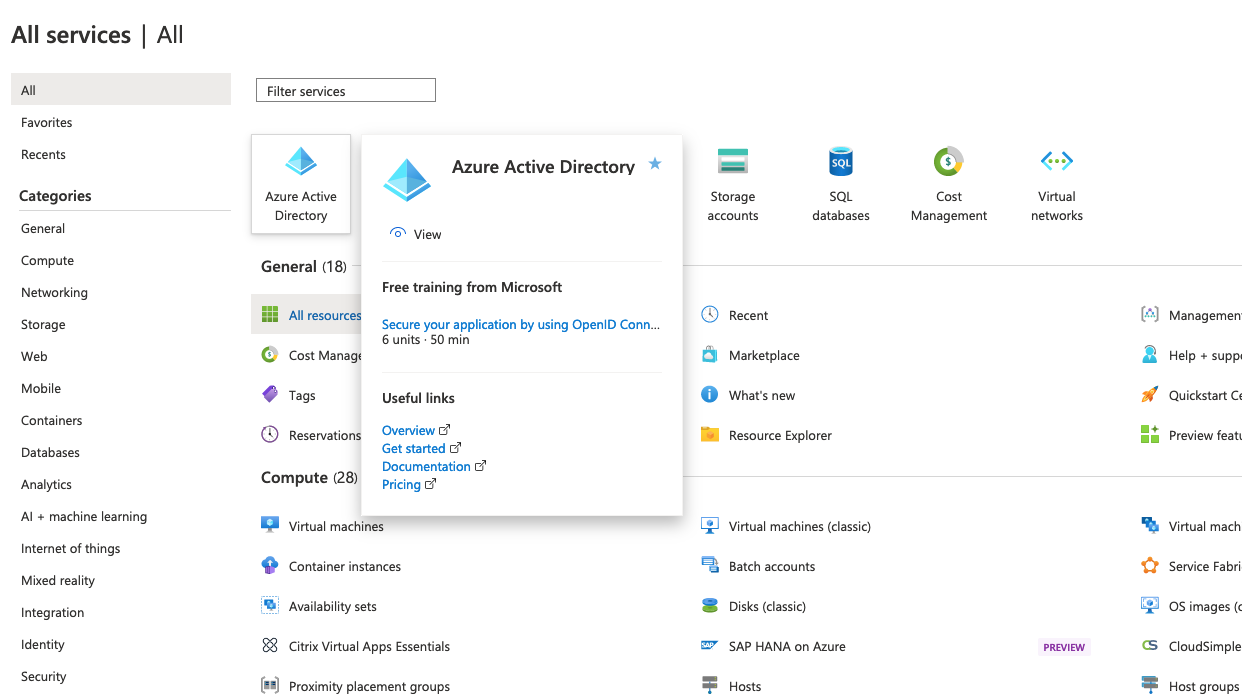 All services | All
All
Favorites
Recents
Categories
General
Compute
Networking
Storage
Web
Mobile
Containers
Databases
Analytics
AI + machine learning
Internet of things
Mixed reality
Integration
Identity
Security
Filter services
Azure Active
Directory
Azure Active Directory
View
Free training from Microsoft
Secure your application by using OpenID Conn...
6 units · 50 min
Useful links
Overview
Get started
Documentation
Pricing
Storage
accounts
SQL
SQL
databases
$
Cost
Management
Virtual
networks
General (18)
All resources
Recent
Management
Cost Manage
Marketplace
Help + suppo
Tags
What's new
Quickstart Ce
Reservations
Resource Explorer
Preview featu
Compute (28)
Virtual machines
Virtual machines (classic)
Virtual mach
Container instances
Batch accounts
Service Fabri
Availability sets
Disks (classic)
OS images (c
Citrix Virtual Apps Essentials
SAP
SAP HANA on Azure
PREVIEW
CS
CloudSimple
Proximity placement groups
Hosts
Host groups